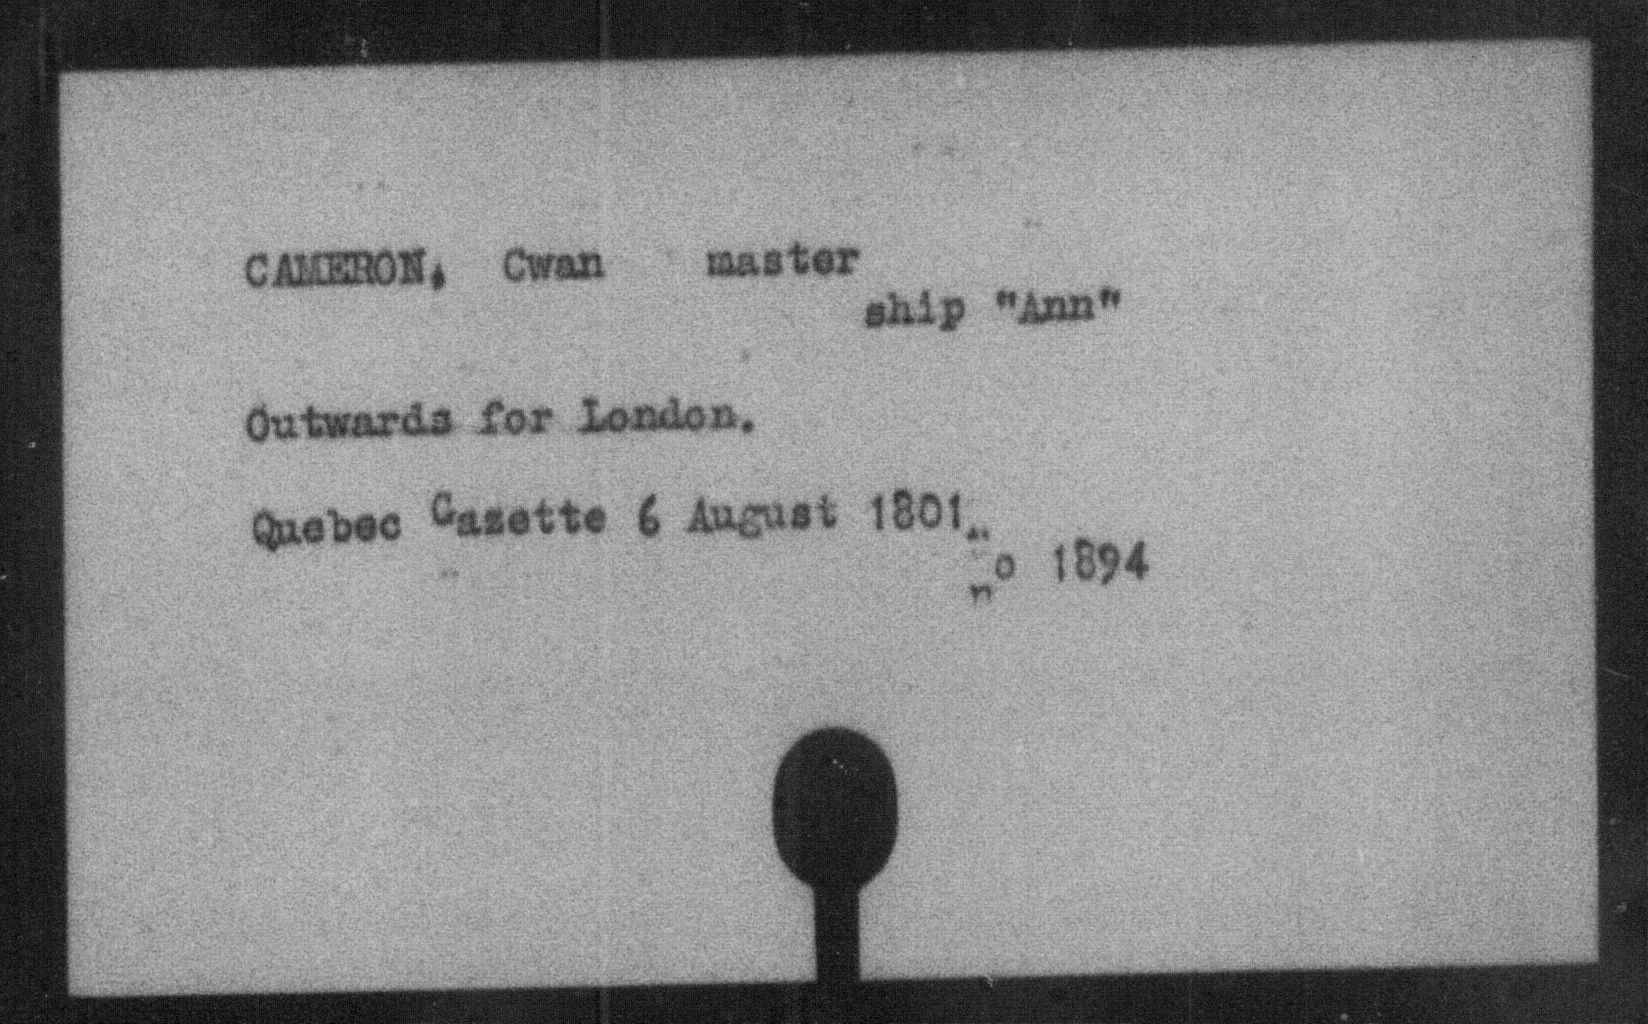 CAMERON, Cwan master
ship "Ann"
Outwards for London.
Quebec Gazette 6 August 1801
no 1894